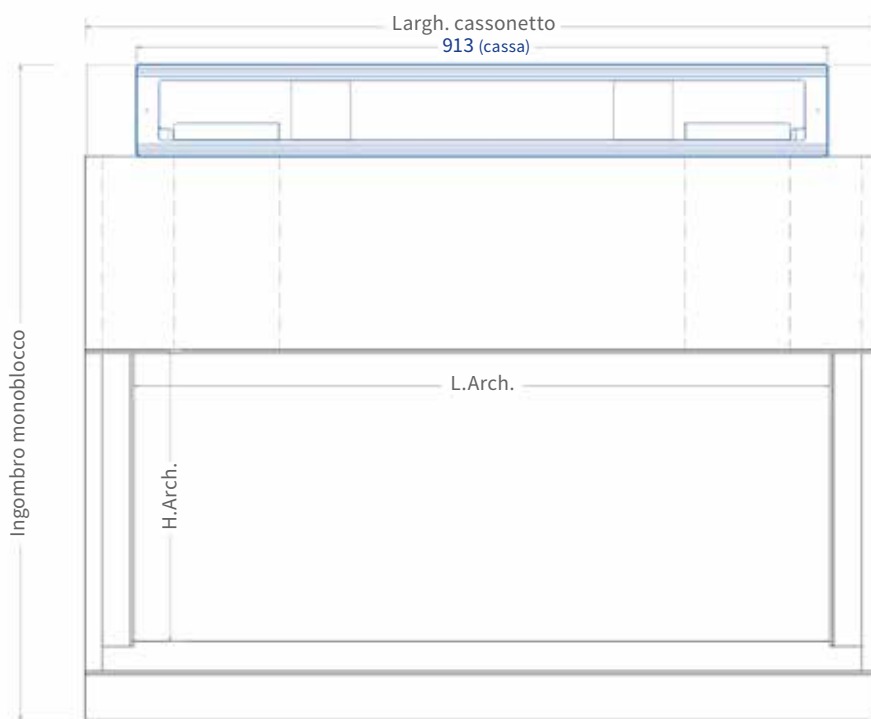 Largh. cassonetto
913 (cassa)
L.Arch.
H.Arch.
Ingombro monoblocco